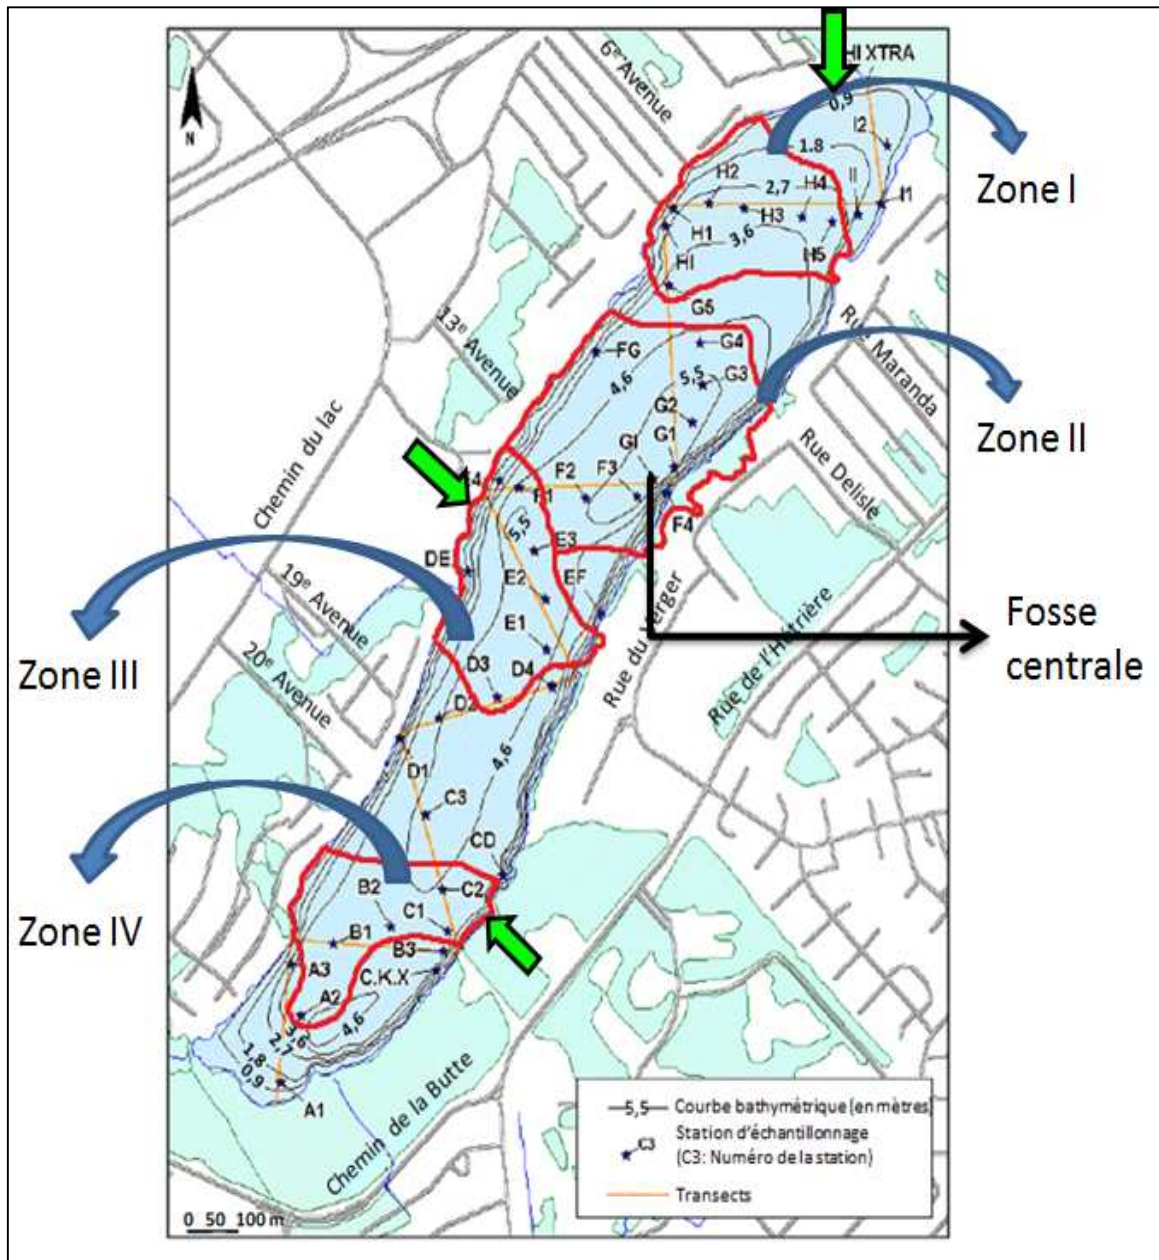 6e Avenue
HI XTRA
0,9
I2
1.8
Zone I
H2
H4
II
2,7
I1
H3
H1
3,6
HI
H5
N
G5
13e Avenue
FG
G4
Rue Maranda
4,6
5,5
G3
G2
Zone II
Chemin du lac
G1
GI
F2
F3
Rue Delisle
F1
F4
5,5
E3
DE
E2
EF
19e Avenue
E1
Rue du Verger
Rue de l'Hêtrière
Fosse
centrale
Zone III
20e Avenue
D3
D4
D2
4,6
D1
C3
CD
B2
C2
C1
Zone IV
B1
B3
A3
C.K.X
A2
3,6
4,6
2,7
1,8
0,9
A1
Chemin de la Butte
5,5 Courbe bathymétrique (en mètres)
C3 Station d'échantillonnage
(C3: Numéro de la station)
Transects
0 50 100 m